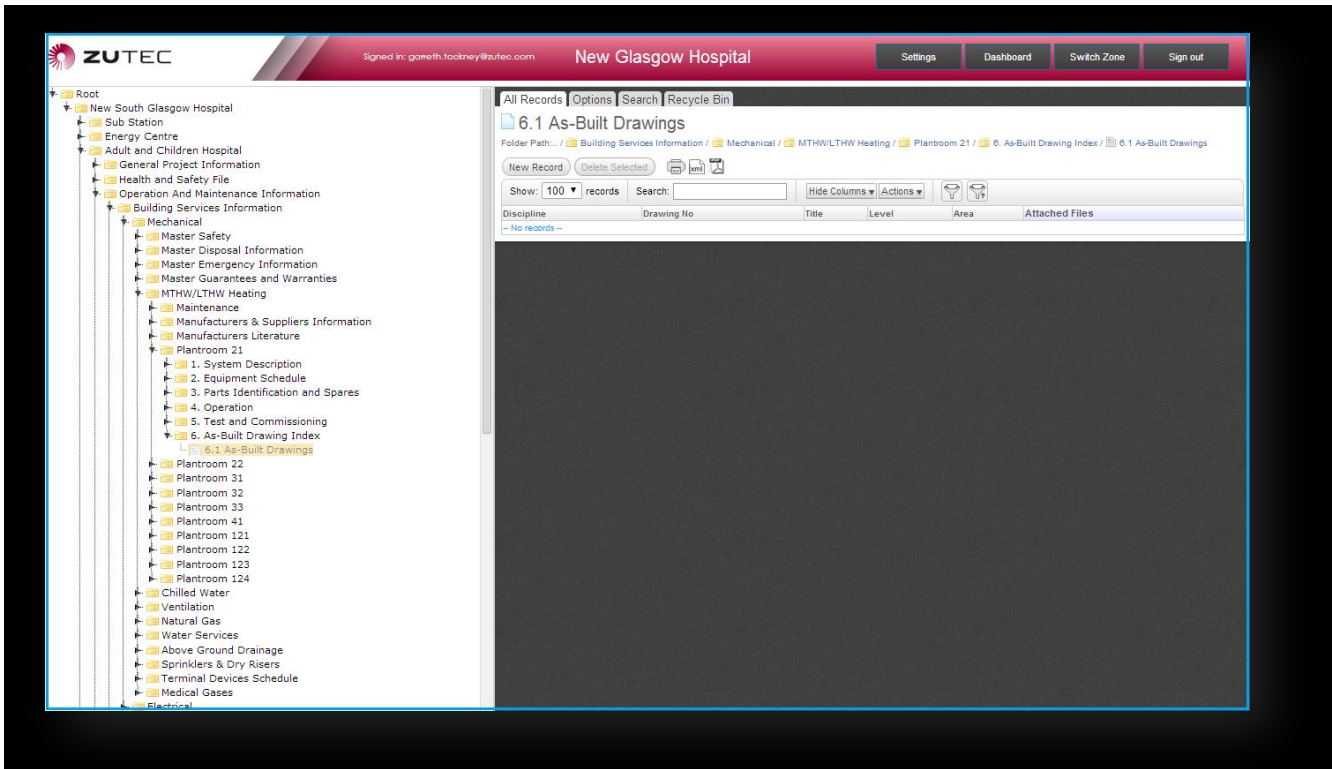 ZUTEC
Signed in: garreth.tackney@zutec.com
New Glasgow Hospital
Settings
Dashboard
Switch Zone
Sign out
Root
New South Glasgow Hospital
Sub Station
Energy Centre
Adult and Children Hospital
General Project Information
Health and Safety File
Operation And Maintenance Information
Building Services Information
Mechanical
Master Safety
Master Disposal Information
Master Emergency Information
Master Guarantees and Warranties
MTHW/LTHW Heating
Maintenance
Manufacturers & Suppliers Information
Manufacturers Literature
Plantroom 21
1. System Description
2. Equipment Schedule
3. Parts Identification and Spares
4. Operation
5. Test and Commissioning
6. As-Built Drawing Index
6.1 As-Built Drawings
Plantroom 22
Plantroom 31
Plantroom 32
Plantroom 33
Plantroom 41
Plantroom 121
Plantroom 122
Plantroom 123
Plantroom 124
Chilled Water
Ventilation
Natural Gas
Water Services
Above Ground Drainage
Sprinklers & Dry Risers
Terminal Devices Schedule
Medical Gases
Electrical
All Records Options Search Recycle Bin
6.1 As-Built Drawings
Folder Path:... / Building Services Information / Mechanical / MTHW/LTHW Heating / Plantroom 21 / 6. As-Built Drawing Index / 6.1 As-Built Drawings
New Record Delete Selected xml
Show: 100 records Search: Hide Columns Actions
Discipline Drawing No Title Level Area Attached Files
-- No records --